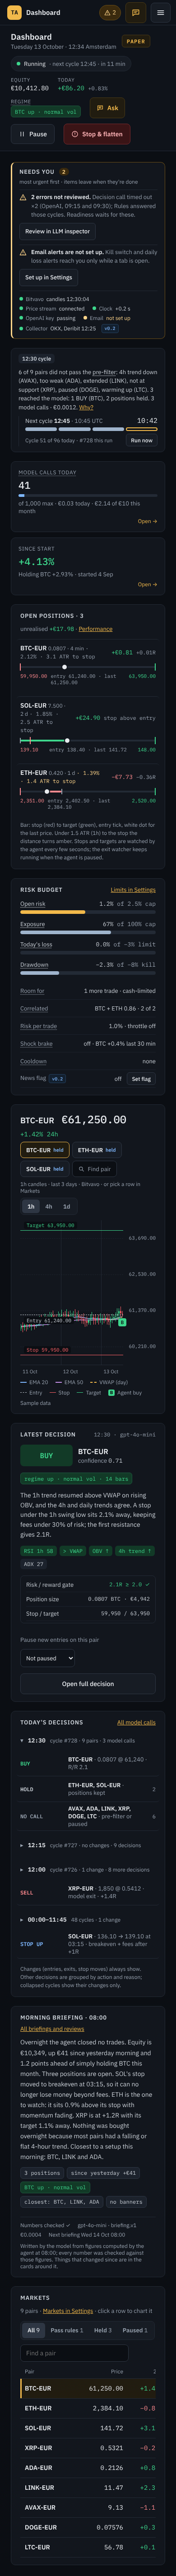 TA Dashboard 2
Dashboard
Tuesday 13 October · 12:34 Amsterdam
PAPER
Running · next cycle 12:45 · in 11 min
EQUITY
€10,412.80
TODAY
+€86.20 +0.83%
REGIME
BTC up · normal vol
Ask
Pause
Stop & flatten
NEEDS YOU 2
most urgent first · items leave when they're done
2 errors not reviewed. Decision call timed out ×2 (OpenAI, 09:15 and 09:30); Ask answers stale cycles. Readiness waits for these.
Review in LLM inspector
Email alerts are not set up. Kill switch and daily loss alerts reach you only while a tab is open.
Set up in Settings
Bitvavo candles 12:30:04
Price stream connected
Clock +0.2 s
OpenAI key passing
Email not set up
Collector OKX, Deribit 12:25 v0.2
12:30 cycle
6 of 9 pairs did not pass the pre-filter: 4h trend down (AVAX), too weak (ADA), extended (LINK), not at support (XRP), paused (DOGE), warming up (LTC). 3 reached the model: 1 BUY (BTC), 2 positions held. 3 model calls · €0.0012. Why?
Next cycle 12:45 · 10:45 UTC
10:42
Cycle 51 of 96 today · #728 this run
Run now
MODEL CALLS TODAY
41
of 1,000 max · €0.03 today · €2.14 of €10 this month
Open →
SINCE START
+4.13%
Holding BTC +2.93% · started 4 Sep
Open →
OPEN POSITIONS · 3
unrealised +€17.98 · Performance
BTC-EUR 0.0807 · 4 min · 2.12% · 3.1 ATR to stop
+€0.81 +0.01R
59,950.00 entry 61,240.00 · last 61,250.00 63,950.00
SOL-EUR 7.500 · 2 d · 1.85% · 2.5 ATR to stop
+€24.90 stop above entry
139.10 entry 138.40 · last 141.72 148.00
ETH-EUR 0.420 · 1 d · 1.39% · 1.4 ATR to stop
−€7.73 −0.36R
2,351.00 entry 2,402.50 · last 2,384.10 2,520.00
Bar: stop (red) to target (green), entry tick, white dot for the last price. Under 1.5 ATR (1h) to the stop the distance turns amber. Stops and targets are watched by the engine every few seconds; the exit watcher keeps running when the agent is paused.
RISK BUDGET
Limits in Settings
Open risk 1.2% of 2.5% cap
Exposure 67% of 100% cap
Today's loss 0.0% of −3% limit
Drawdown −2.3% of −8% kill
Room for 1 more trade · cash-limited
Correlated BTC + ETH 0.86 · 2 of 2
Risk per trade 1.0% · throttle off
Shock brake off · BTC +0.4% last 30 min
Cooldown none
News flag v0.2 off Set flag
BTC-EUR €61,250.00
+1.42% 24h
BTC-EUR held
ETH-EUR held
SOL-EUR held
Find pair
1h candles · last 3 days · Bitvavo · or pick a row in Markets
1h 4h 1d
Target 63,950.00
63,690.00
62,530.00
61,370.00
Entry 61,240.00
B
60,210.00
Stop 59,950.00
11 Oct 12 Oct 13 Oct
EMA 20 EMA 50 VWAP (day)
Entry Stop Target B Agent buy
Sample data
LATEST DECISION
12:30 · gpt-4o-mini
BUY
BTC-EUR
confidence 0.71
regime up · normal vol · 14 bars
The 1h trend resumed above VWAP with rising OBV, and the 4h and daily trends agree. A stop under the 1h swing low sits 2.1% away, keeping fees under 30% of risk; the first resistance gives 2.1R.
RSI 1h 58
> VWAP
OBV ↑
4h trend ↑
ADX 27
Risk / reward gate 2.1R ≥ 2.0 ✓
Position size 0.0807 BTC · €4,942
Stop / target 59,950 / 63,950
Pause new entries on this pair
Not paused
Open full decision
TODAY'S DECISIONS
All model calls
▾ 12:30 cycle #728 · 9 pairs · 3 model calls
BUY BTC-EUR · 0.0807 @ 61,240 · R/R 2.1
HOLD ETH-EUR, SOL-EUR · positions kept 2
NO CALL AVAX, ADA, LINK, XRP, DOGE, LTC · pre-filter or paused 6
▸ 12:15 cycle #727 · no changes · 9 decisions
▸ 12:00 cycle #726 · 1 change · 8 more decisions
SELL XRP-EUR · 1,850 @ 0.5412 · model exit · +1.4R
▸ 00:00–11:45 48 cycles · 1 change
STOP UP SOL-EUR · 136.10 → 139.10 at 03:15 · breakeven + fees after +1R
Changes (entries, exits, stop moves) always show. Other decisions are grouped by action and reason; collapsed cycles show their changes only.
MORNING BRIEFING · 08:00
All briefings and reviews
Overnight the agent closed no trades. Equity is €10,349, up €41 since yesterday morning and 1.2 percentage points ahead of simply holding BTC this month. Three positions are open. SOL's stop moved to breakeven at 03:15, so it can no longer lose money beyond fees. ETH is the one to watch: it sits 0.9% above its stop with momentum fading. XRP is at +1.2R with its target 1.1% away. Nothing was bought overnight because most pairs had a falling or flat 4-hour trend. Closest to a setup this morning: BTC, LINK and ADA.
3 positions
since yesterday +€41
BTC up · normal vol
closest: BTC, LINK, ADA
no banners
Numbers checked ✓ gpt-4o-mini · briefing.v1
€0.0004 Next briefing Wed 14 Oct 08:00
Written by the model from figures computed by the agent at 08:00; every number was checked against those figures. Things that changed since are in the cards around it.
MARKETS
9 pairs · Markets in Settings · click a row to chart it
All 9
Pass rules 1
Held 3
Paused 1
Find a pair
Pair Price
BTC-EUR 61,250.00 +1.4
ETH-EUR 2,384.10 −0.8
SOL-EUR 141.72 +3.1
XRP-EUR 0.5321 −0.2
ADA-EUR 0.2126 +0.8
LINK-EUR 11.47 +2.3
AVAX-EUR 9.13 −1.1
DOGE-EUR 0.07576 +0.3
LTC-EUR 56.78 +0.1